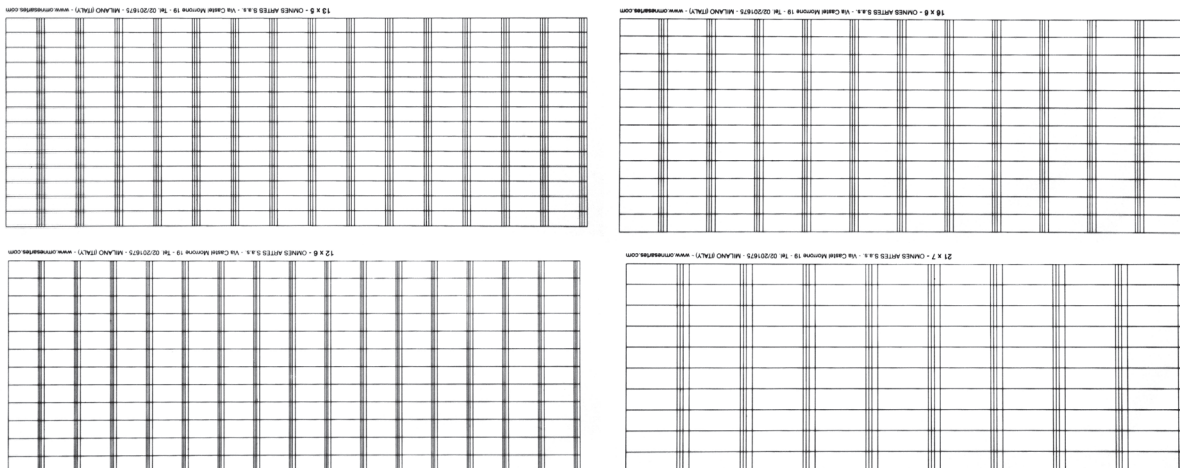 13 x 5 - OMNES ARTES S.a.s. - Via Castel Morrone 19 - Tel. 02/201675 - MILANO (ITALY) - www.omnesartes.com
16 x 6 - OMNES ARTES S.a.s. - Via Castel Morrone 19 - Tel. 02/201675 - MILANO (ITALY) - www.omnesartes.com
12 x 6 - OMNES ARTES S.a.s. - Via Castel Morrone 19 - Tel. 02/201675 - MILANO (ITALY) - www.omnesartes.com
21 x 7 - OMNES ARTES S.a.s. - Via Castel Morrone 19 - Tel. 02/201675 - MILANO (ITALY) - www.omnesartes.com